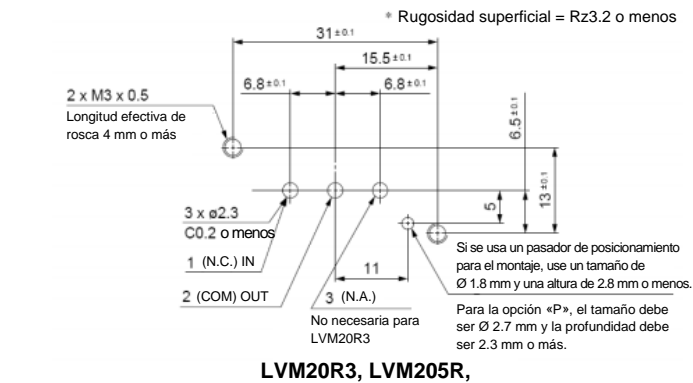 * Rugosidad superficial = Rz3.2 o menos
31±0.1
15.5±0.1
6.8±0.1
6.8±0.1
2 x M3 x 0.5
Longitud efectiva de
rosca 4 mm o más
6.5±0.1
13±0.1
5
3 x ø2.3
C0.2 o menos
1 (N.C.) IN
11
2 (COM) OUT
3 (N.A.)
No necesaria para
LVM20R3
Si se usa un pasador de posicionamiento
para el montaje, use un tamaño de
Ø 1.8 mm y una altura de 2.8 mm o menos.
Para la opción «P», el tamaño debe
ser Ø 2.7 mm y la profundidad debe
ser 2.3 mm o más.
LVM20R3, LVM205R,